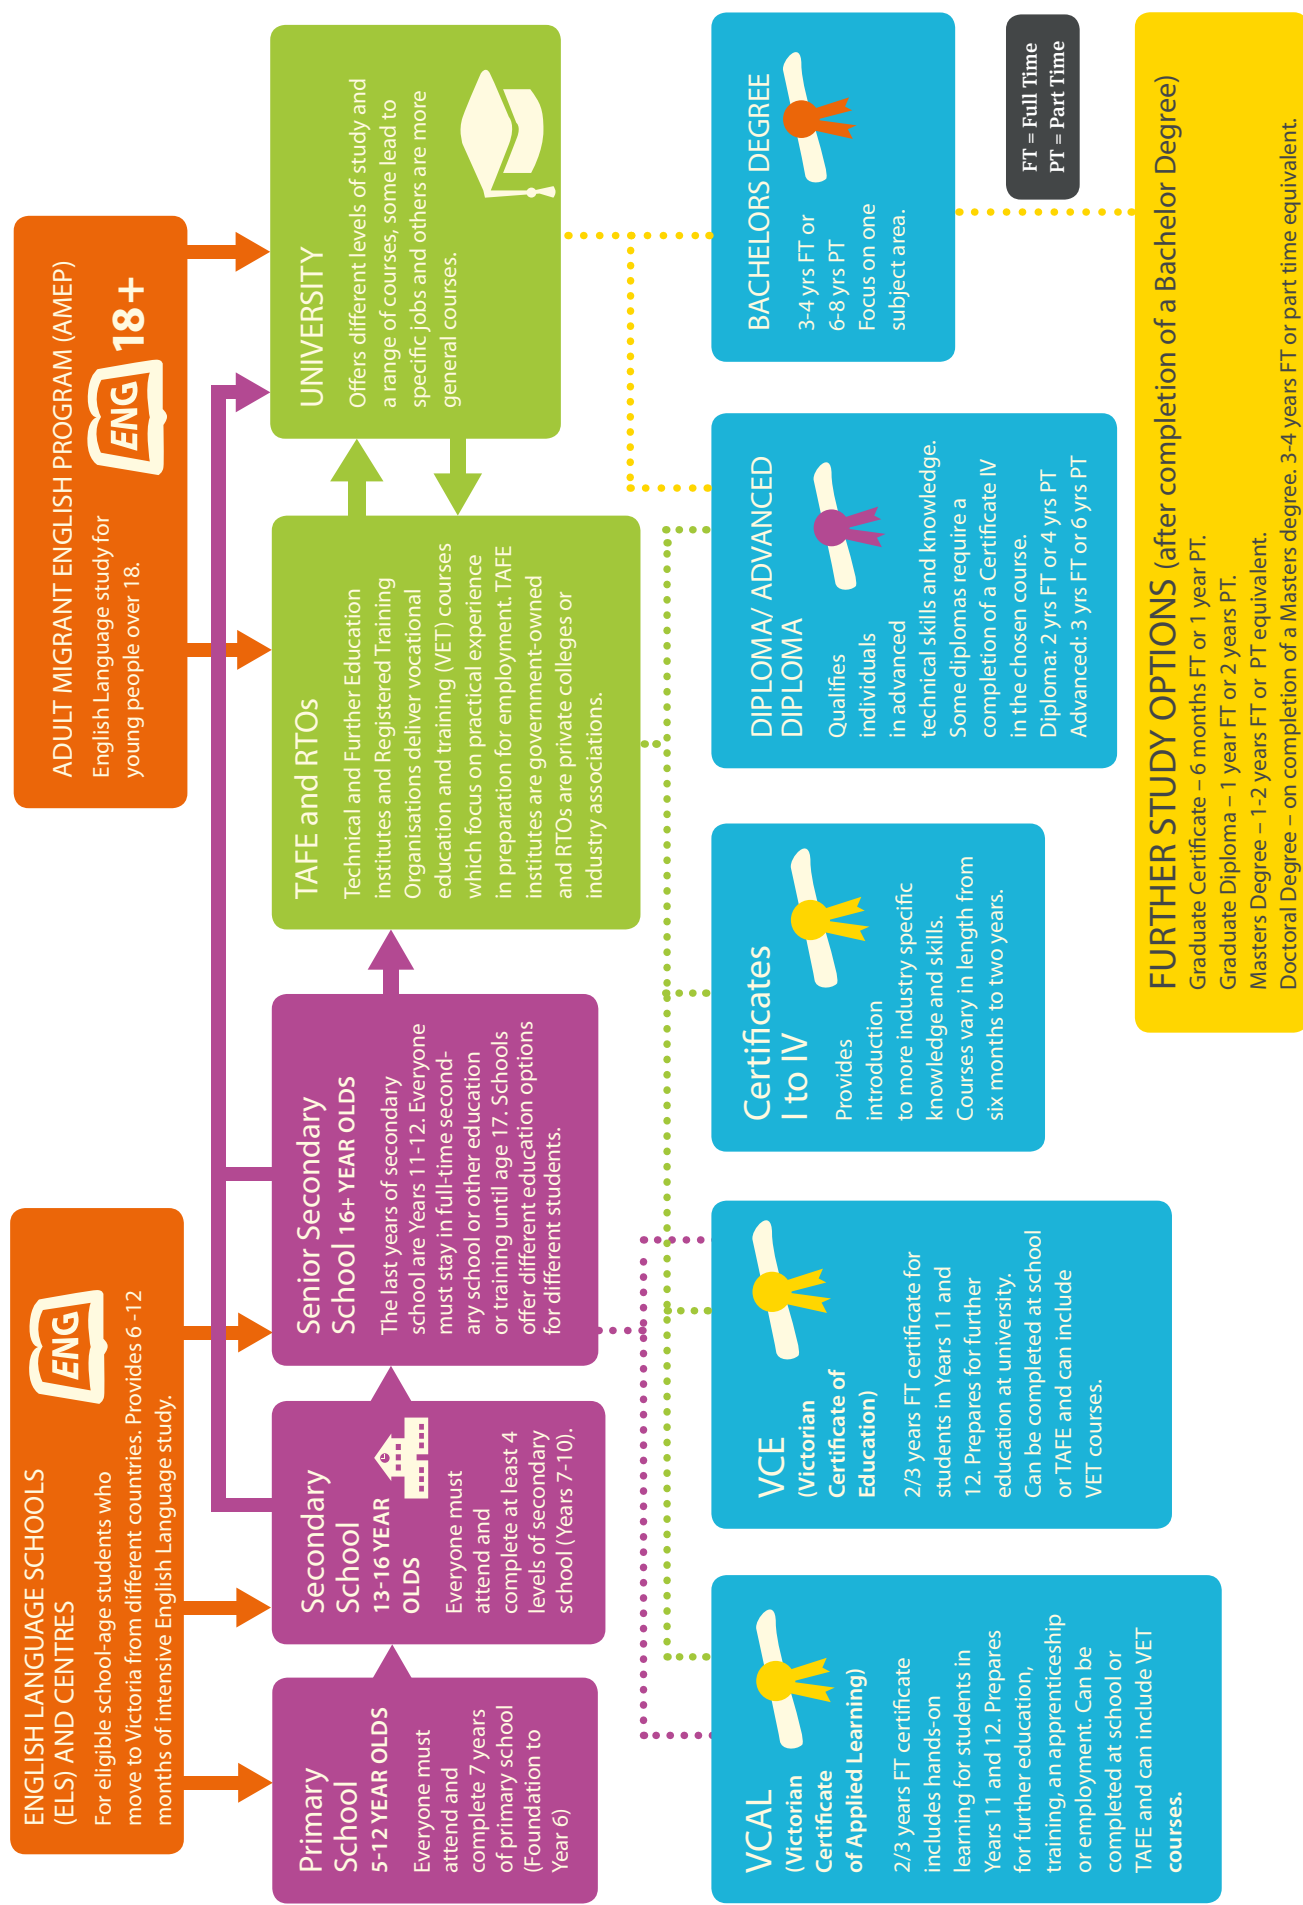 ENGLISH LANGUAGE SCHOOLS
(ELS) AND CENTRES
ENG
For eligible school-age students who
move to Victoria from different countries. Provides 6 -12
months of intensive English Language study.
ADULT MIGRANT ENGLISH PROGRAM (AMEP)
English Language study for
young people over 18.
ENG
18+
Primary
School
5-12 YEAR OLDS
Everyone must
attend and
complete 7 years
of primary school
(Foundation to
Year 6)
Secondary
School
13-16 YEAR
OLDS
Everyone must
attend and
complete at least 4
levels of secondary
school (Years 7-10).
Senior Secondary
School 16+ YEAR OLDS
The last years of secondary
school are Years 11-12. Everyone
must stay in full-time second-
ary school or other education
or training until age 17. Schools
offer different education options
for different students.
TAFE and RTOs
Technical and Further Education
institutes and Registered Training
Organisations deliver vocational
education and training (VET) courses
which focus on practical experience
in preparation for employment. TAFE
institutes are government-owned
and RTOs are private colleges or
industry associations.
UNIVERSITY
Offers different levels of study and
a range of courses, some lead to
specific jobs and others are more
general courses.
VCAL
(Victorian
Certificate
of Applied Learning)
2/3 years FT certificate
includes hands-on
learning for students in
Years 11 and 12. Prepares
for further education,
training, an apprenticeship
or employment. Can be
completed at school or
TAFE and can include VET
courses.
VCE
(Victorian
Certificate of
Education)
2/3 years FT certificate for
students in Years 11 and
12. Prepares for further
education at university.
Can be completed at school
or TAFE and can include
VET courses.
Certificates
I to IV
Provides
introduction
to more industry specific
knowledge and skills.
Courses vary in length from
six months to two years.
DIPLOMA/ ADVANCED
DIPLOMA
Qualifies
individuals
in advanced
technical skills and knowledge.
Some diplomas require a
completion of a Certificate IV
in the chosen course.
Diploma: 2 yrs FT or 4 yrs PT
Advanced: 3 yrs FT or 6 yrs PT
BACHELORS DEGREE
3-4 yrs FT or
6-8 yrs PT
Focus on one
subject area.
FT = Full Time
PT = Part Time
FURTHER STUDY OPTIONS (after completion of a Bachelor Degree)
Graduate Certificate – 6 months FT or 1 year PT.
Graduate Diploma – 1 year FT or 2 years PT.
Masters Degree – 1-2 years FT or PT equivalent.
Doctoral Degree – on completion of a Masters degree. 3-4 years FT or part time equivalent.